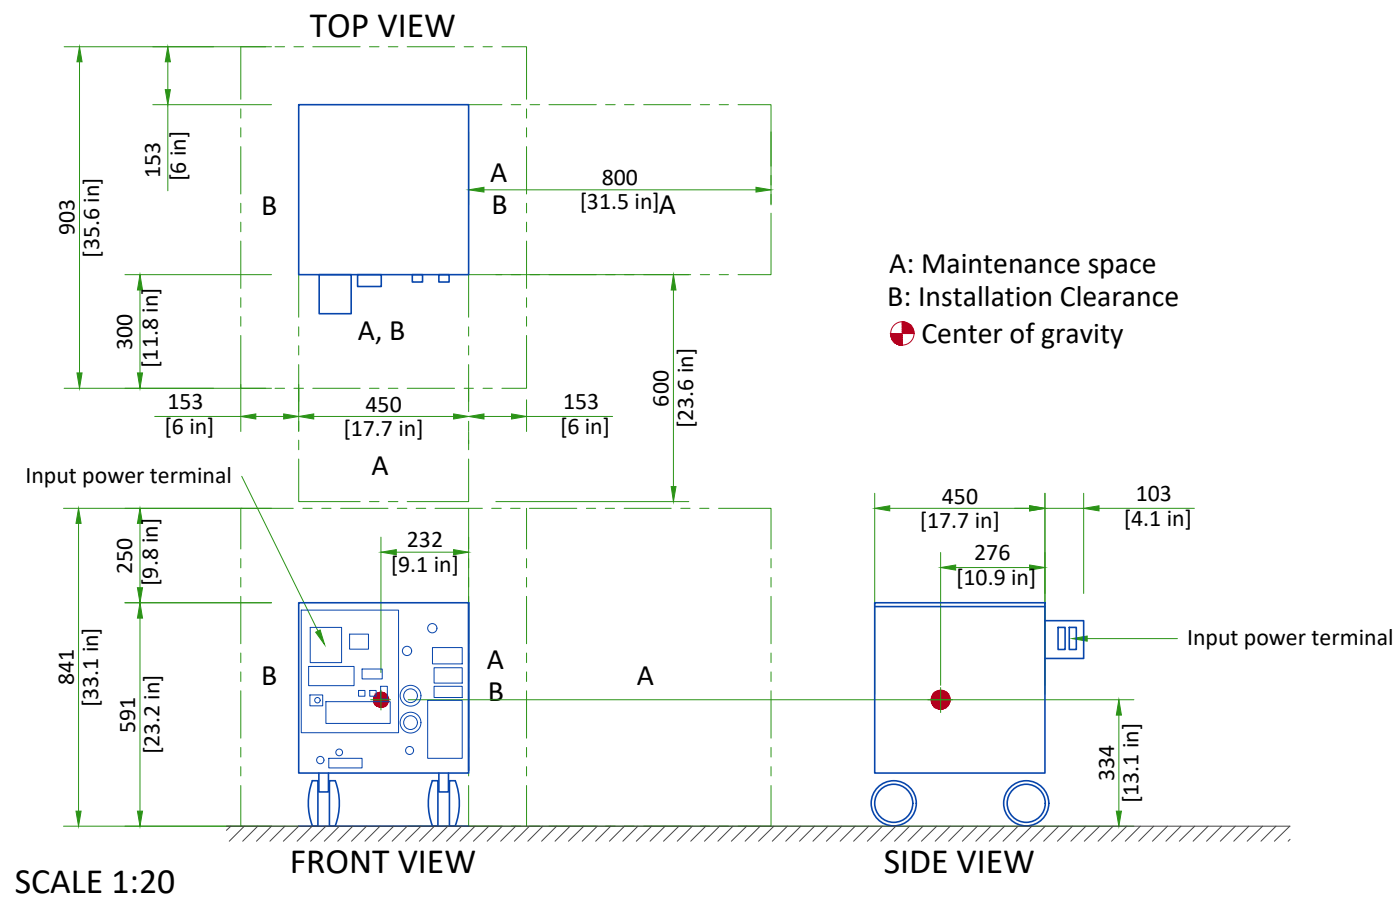 TOP VIEW
153
[6 in]
903
[35.6 in]
B
A
B
800
[31.5 in]
A
A: Maintenance space
B: Installation Clearance
Center of gravity
300
[11.8 in]
A, B
600
[23.6 in]
153
[6 in]
450
[17.7 in]
153
[6 in]
A
Input power terminal
250
[9.8 in]
232
[9.1 in]
450
[17.7 in]
103
[4.1 in]
276
[10.9 in]
841
[33.1 in]
591
[23.2 in]
B
A
B
A
Input power terminal
334
[13.1 in]
FRONT VIEW
SIDE VIEW
SCALE 1:20